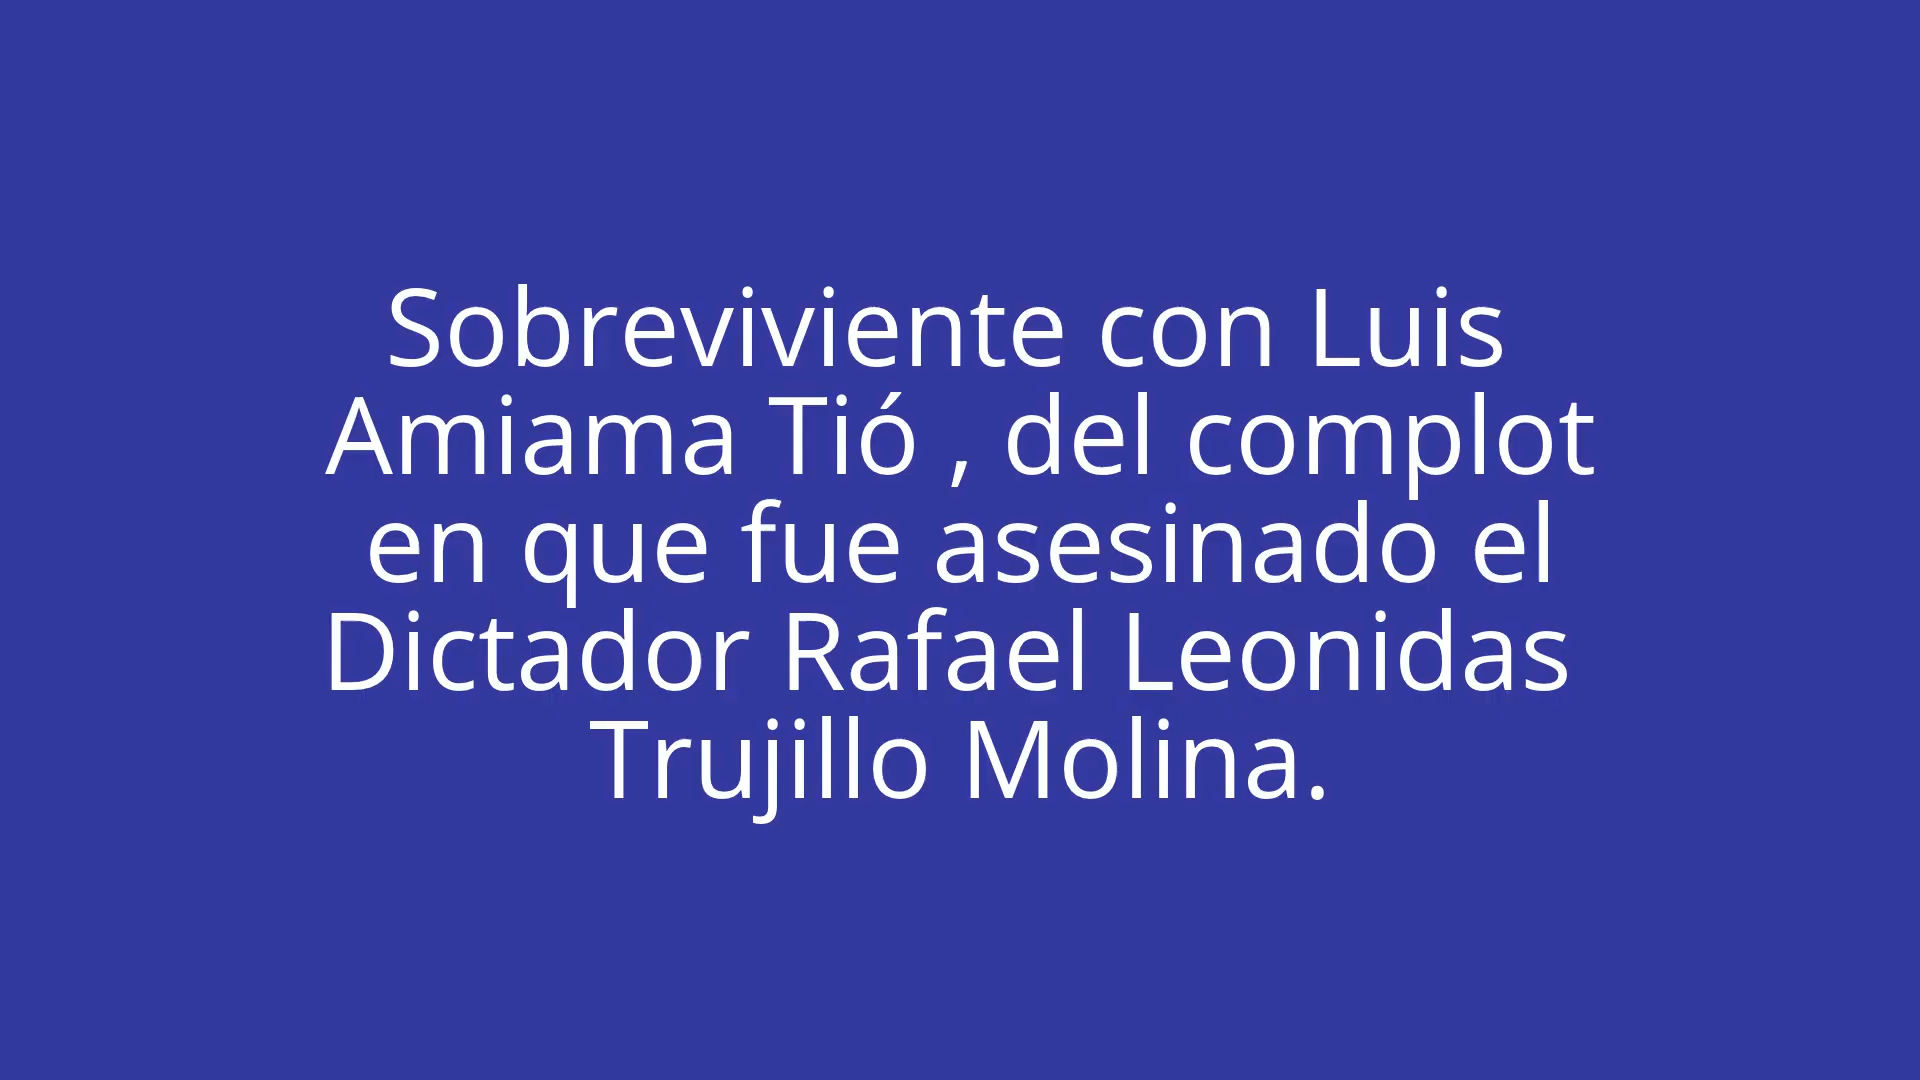 Sobreviviente con Luis
Amiama Tió , del complot
en que fue asesinado el
Dictador Rafael Leonidas
Trujillo Molina.